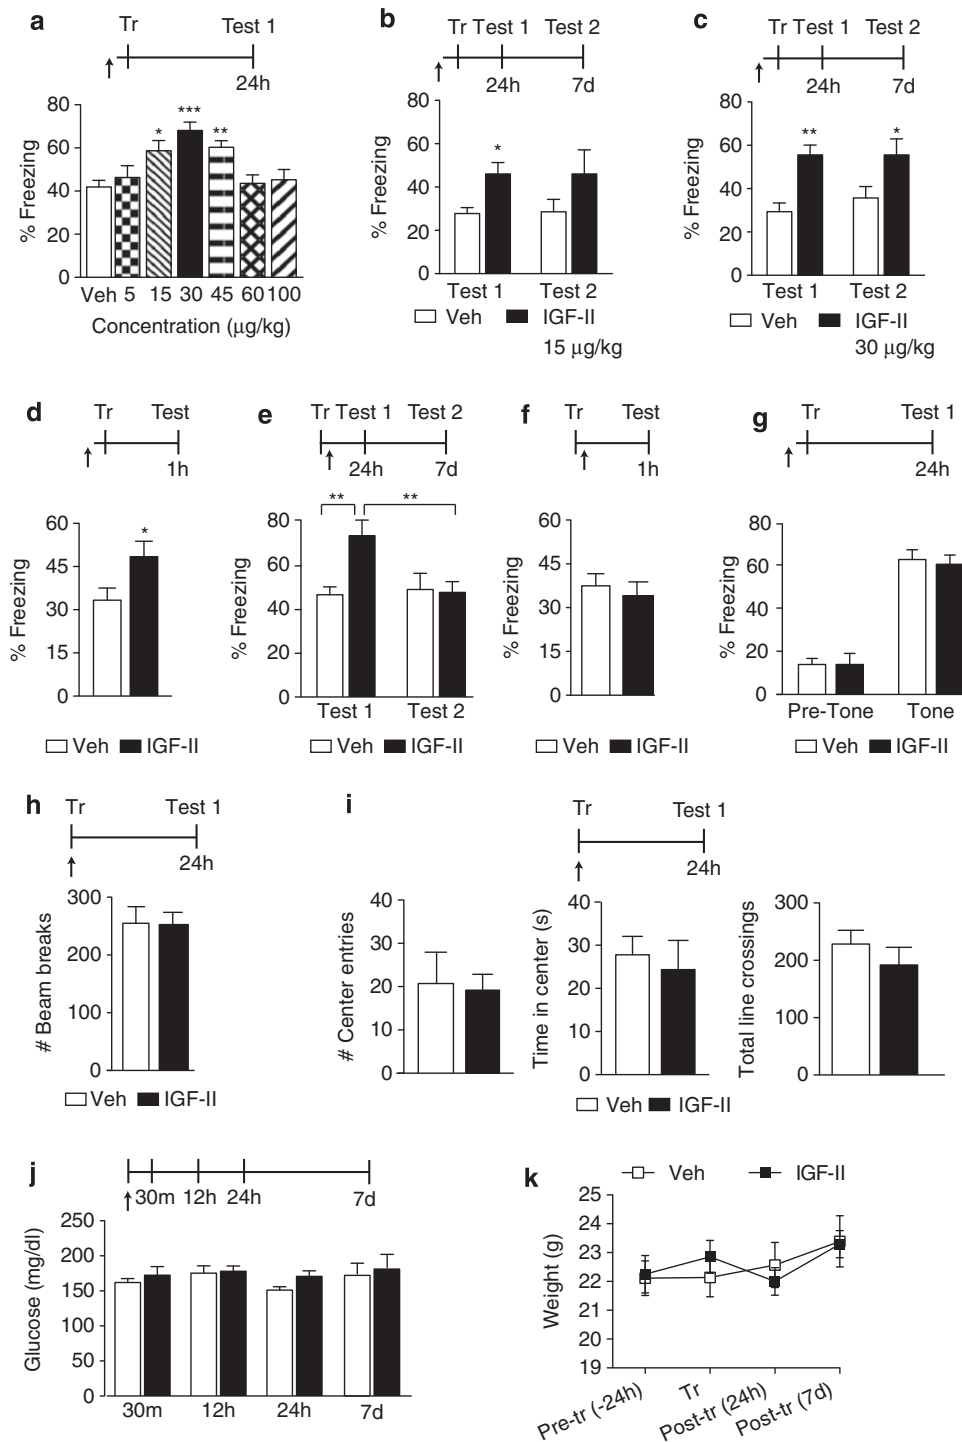 a
Tr Test 1
24h
80
60
40
20
0
% Freezing
* *** **
Veh 5 15 30 45 60 100
Concentration (μg/kg)
b
Tr Test 1 Test 2
24h 7d
80
60
40
20
0
% Freezing
*
Test 1 Test 2
Veh IGF-II
15 μg/kg
c
Tr Test 1 Test 2
24h 7d
80
60
40
20
0
% Freezing
** *
Test 1 Test 2
Veh IGF-II
30 μg/kg
d
Tr Test
1h
60
45
30
15
0
% Freezing
*
Veh IGF-II
e
Tr Test 1 Test 2
24h 7d
** **
80
60
40
20
0
% Freezing
Test 1 Test 2
Veh IGF-II
f
Tr Test
1h
60
45
30
15
0
% Freezing
Veh IGF-II
g
Tr Test 1
24h
80
60
40
20
0
% Freezing
Pre-Tone Tone
Veh IGF-II
h
Tr Test 1
24h
300
200
100
0
# Beam breaks
Veh IGF-II
i
Tr Test 1
24h
40
30
20
10
0
# Center entries
40
30
20
10
0
Time in center (s)
300
200
100
0
Total line crossings
Veh IGF-II
j
30m 12h 24h 7d
250
200
150
100
50
0
Glucose (mg/dl)
30m 12h 24h 7d
k
Veh IGF-II
25
24
23
22
21
20
19
Weight (g)
Pre-tr (-24h) Tr Post-tr (24h) Post-tr (7d)